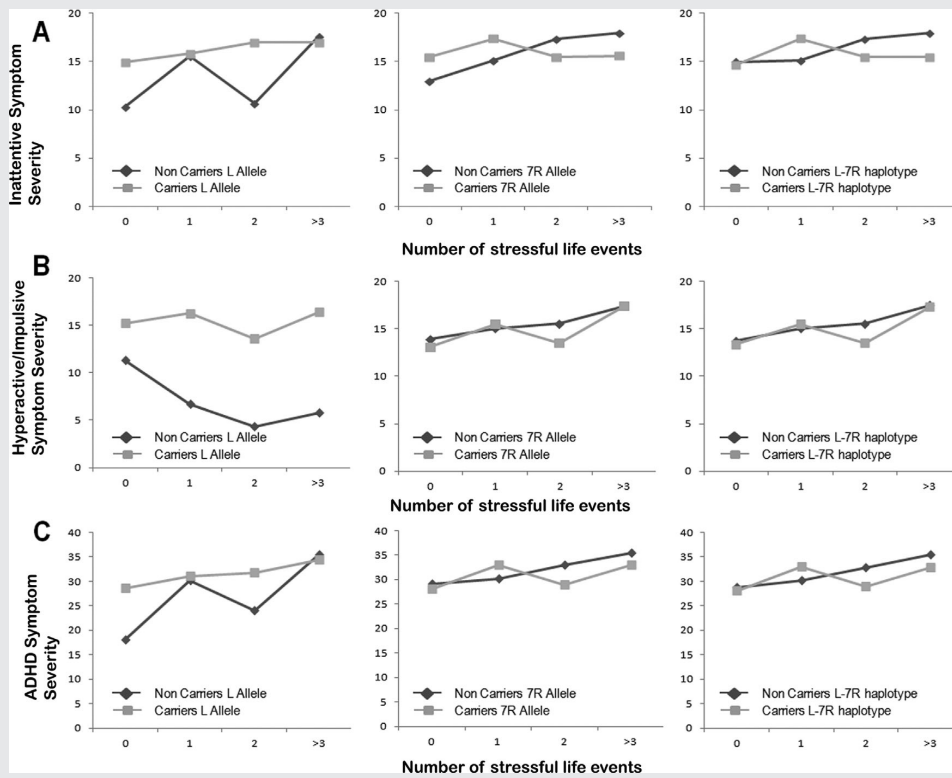 A
Inattentive Symptom
Severity
20
15
10
5
0
Non Carriers L Allele
Carriers L Allele
0 1 2 >3
20
15
10
5
0
Non Carriers 7R Allele
Carriers 7R Allele
0 1 2 >3
20
15
10
5
0
Non Carriers L-7R haplotype
Carriers L-7R haplotype
0 1 2 >3
Number of stressful life events
B
Hyperactive/Impulsive
Symptom Severity
20
15
10
5
0
Non Carriers L Allele
Carriers L Allele
0 1 2 >3
20
15
10
5
0
Non Carriers 7R Allele
Carriers 7R Allele
0 1 2 >3
20
15
10
5
0
Non Carriers L-7R haplotype
Carriers L-7R haplotype
0 1 2 >3
Number of stressful life events
C
ADHD Symptom
Severity
40
35
30
25
20
15
10
5
0
Non Carriers L Allele
Carriers L Allele
0 1 2 >3
40
35
30
25
20
15
10
5
0
Non Carriers 7R Allele
Carriers 7R Allele
0 1 2 >3
40
35
30
25
20
15
10
5
0
Non Carriers L-7R haplotype
Carriers L-7R haplotype
0 1 2 >3
Number of stressful life events